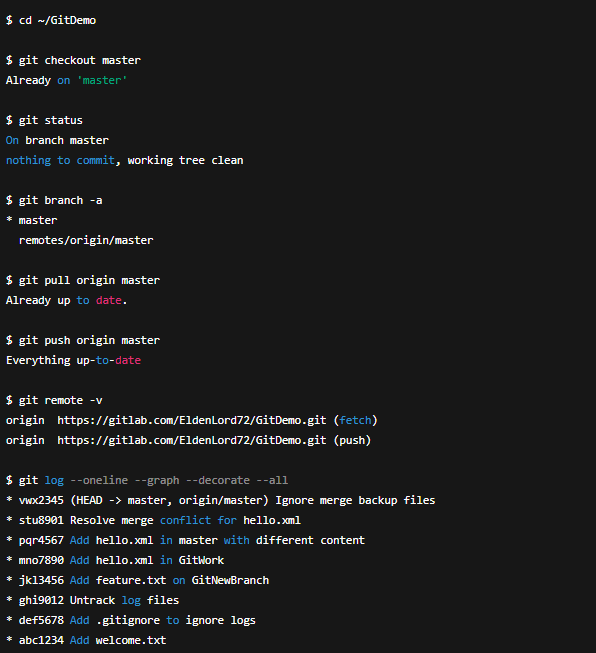 $ cd ~/GitDemo
$ git checkout master
Already on 'master'
$ git status
On branch master
nothing to commit, working tree clean
$ git branch -a
* master
remotes/origin/master
$ git pull origin master
Already up to date.
$ git push origin master
Everything up-to-date
$ git remote -v
origin  https://gitlab.com/EldenLord72/GitDemo.git (fetch)
origin  https://gitlab.com/EldenLord72/GitDemo.git (push)
$ git log --oneline --graph --decorate --all
* vwx2345 (HEAD -> master, origin/master) Ignore merge backup files
* stu8901 Resolve merge conflict for hello.xml
* pqr4567 Add hello.xml in master with different content
* mno7890 Add hello.xml in GitWork
* jkl3456 Add feature.txt on GitNewBranch
* ghi9012 Untrack log files
* def5678 Add .gitignore to ignore logs
* abc1234 Add welcome.txt